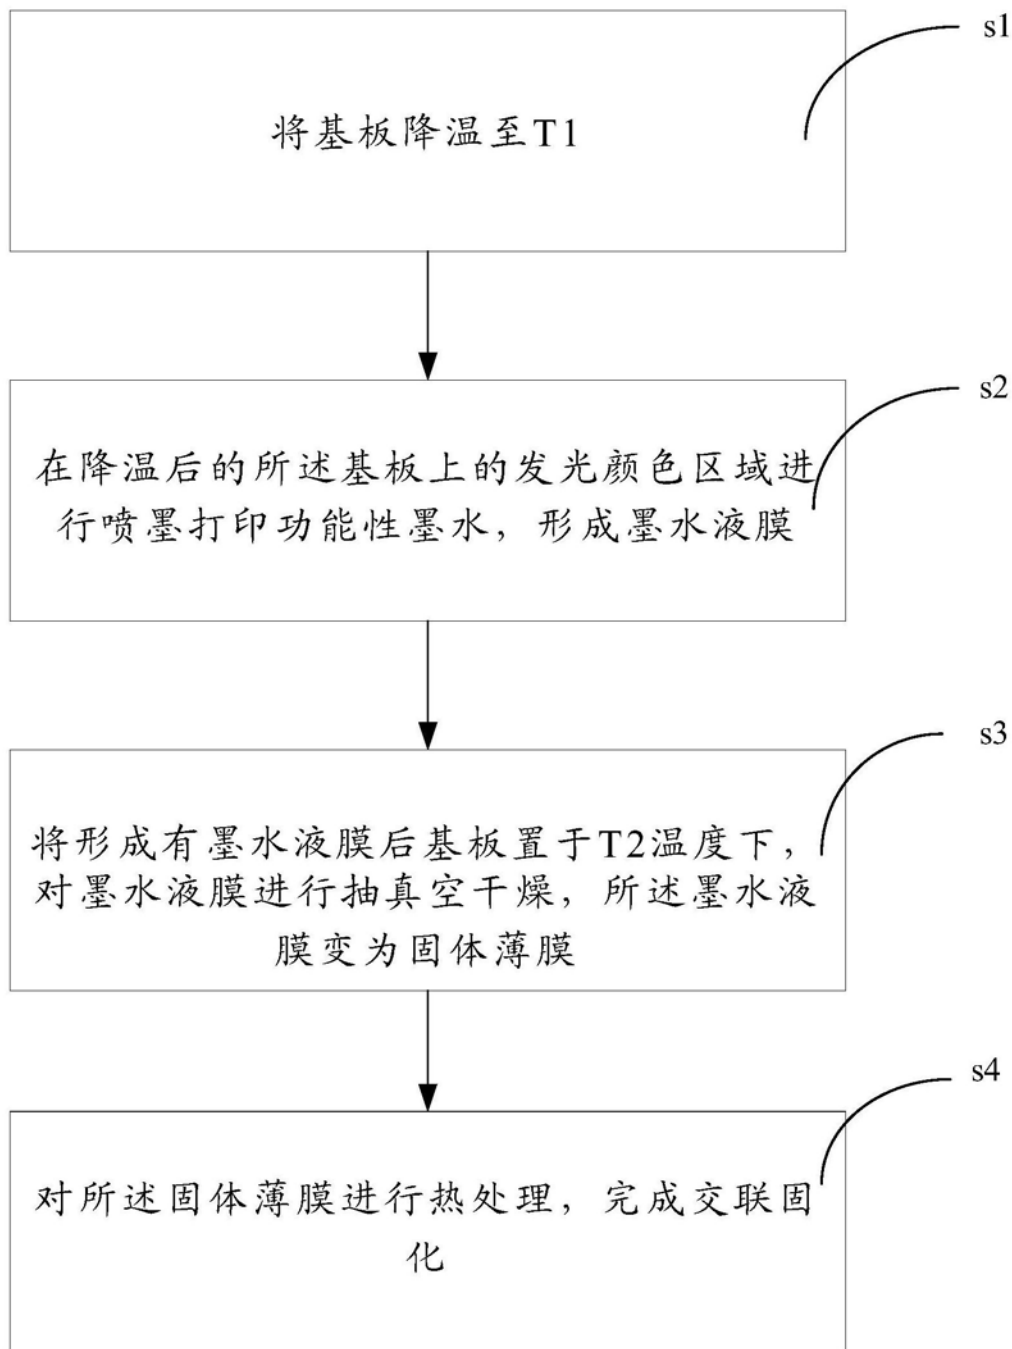 s1
将基板降温至T1
s2
在降温后的所述基板上的发光颜色区域进
行喷墨打印功能性墨水，形成墨水液膜
s3
将形成有墨水液膜后基板置于T2温度下，
对墨水液膜进行抽真空干燥，所述墨水液
膜变为固体薄膜
s4
对所述固体薄膜进行热处理，完成交联固
化